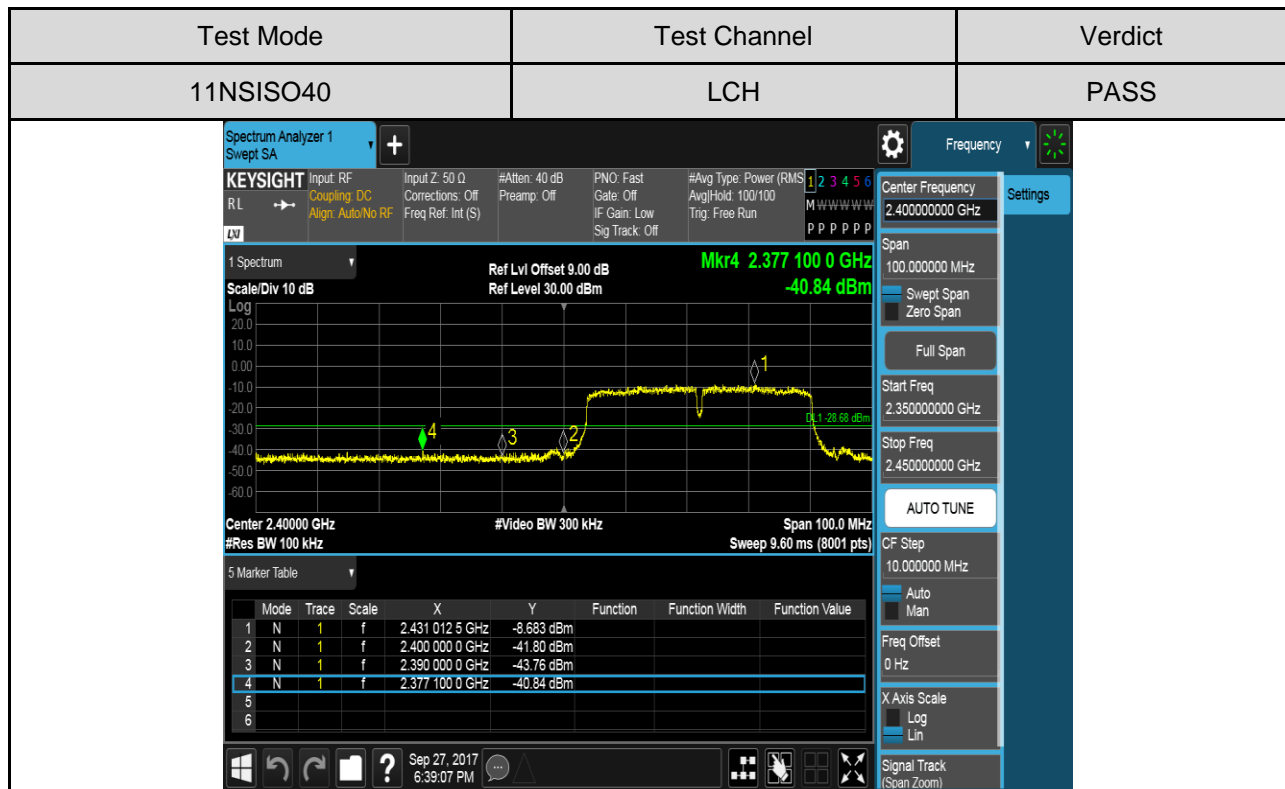 Test Mode Test Channel Verdict
11NSISO40 LCH PASS
Spectrum Analyzer 1
Swept SA
+
Frequency
KEYSIGHT Input: RF Input Z: 50 Ω #Atten: 40 dB PNO: Fast #Avg Type: Power (RMS 1 2 3 4 5 6
RL Coupling: DC Corrections: Off Preamp: Off Gate: Off Avg|Hold: 100/100 M W W W W W
Align: Auto/No RF Freq Ref: Int (S) IF Gain: Low Trig: Free Run
LXI Sig Track: Off P P P P P P
1 Spectrum
Ref Lvl Offset 9.00 dB Mkr4 2.377 100 0 GHz
Scale/Div 10 dB Ref Level 30.00 dBm -40.84 dBm
Log
20.0
10.0
0.00
-10.0
-20.0
-30.0
-40.0
-50.0
-60.0
1
DL1 -28.68 dBm
4 3 2
Center 2.40000 GHz #Video BW 300 kHz Span 100.0 MHz
#Res BW 100 kHz Sweep 9.60 ms (8001 pts)
5 Marker Table
Mode Trace Scale X Y Function Function Width Function Value
1 N 1 f 2.431 012 5 GHz -8.683 dBm
2 N 1 f 2.400 000 0 GHz -41.80 dBm
3 N 1 f 2.390 000 0 GHz -43.76 dBm
4 N 1 f 2.377 100 0 GHz -40.84 dBm
5
6
? Sep 27, 2017
6:39:07 PM
Center Frequency
2.400000000 GHz
Settings
Span
100.000000 MHz
Swept Span
Zero Span
Full Span
Start Freq
2.350000000 GHz
Stop Freq
2.450000000 GHz
AUTO TUNE
CF Step
10.000000 MHz
Auto
Man
Freq Offset
0 Hz
X Axis Scale
Log
Lin
Signal Track
(Span Zoom)